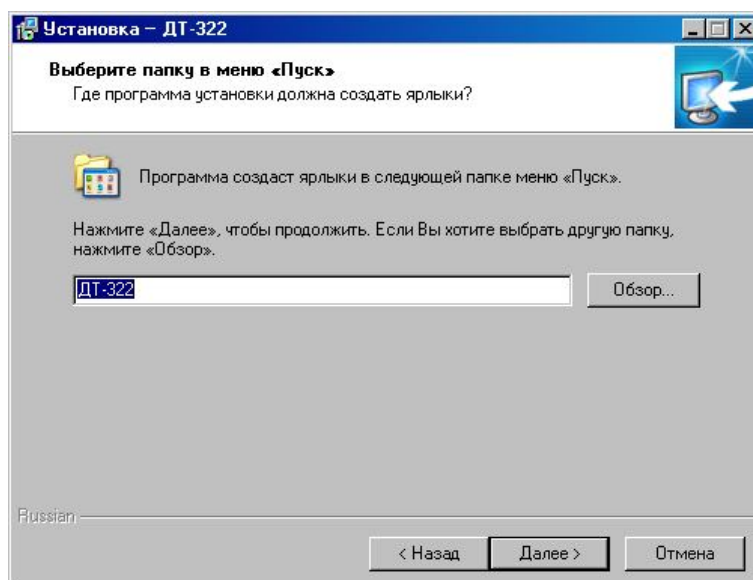 Установка – ДТ-322
Выберите папку в меню «Пуск»
Где программа установки должна создать ярлыки?
Программа создаст ярлыки в следующей папке меню «Пуск».
Нажмите «Далее», чтобы продолжить. Если Вы хотите выбрать другую папку,
нажмите «Обзор».
ДТ-322
Обзор...
Russian
< Назад
Далее >
Отмена